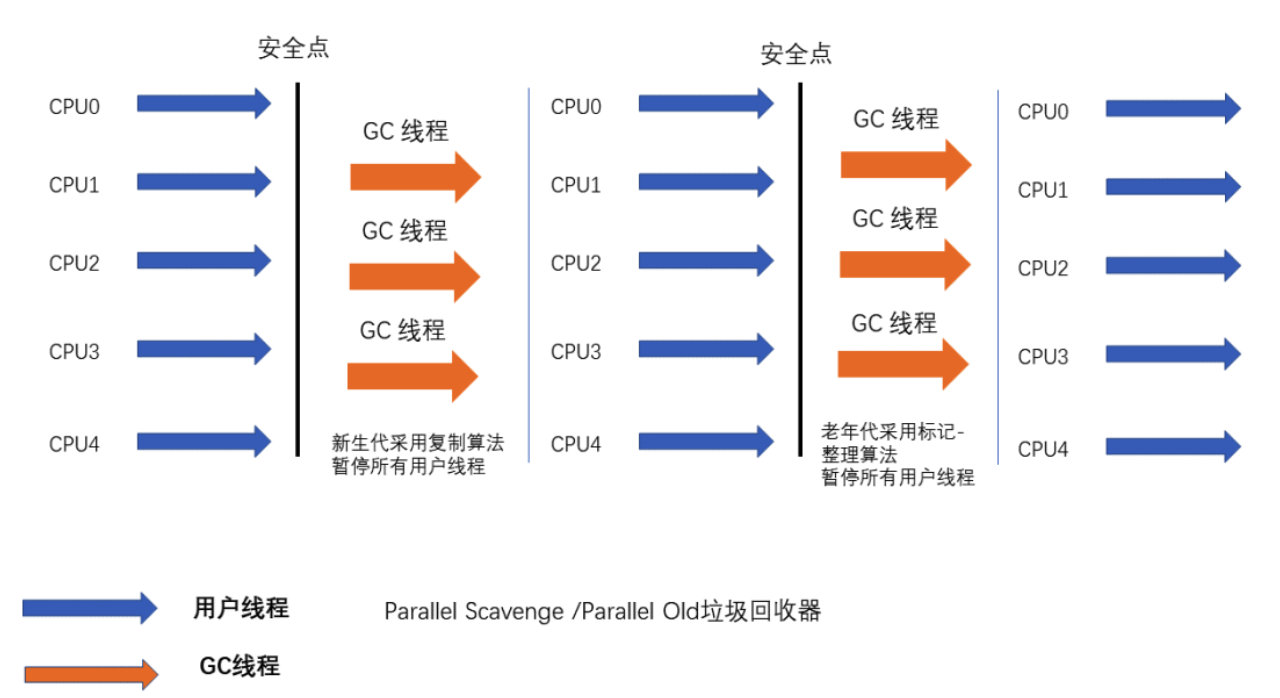 安全点
安全点
CPU0
CPU1
CPU2
CPU3
CPU4
GC 线程
GC 线程
GC 线程
新生代采用复制算法
暂停所有用户线程
CPU0
CPU1
CPU2
CPU3
CPU4
GC 线程
GC 线程
GC 线程
老年代采用标记-
整理算法
暂停所有用户线程
CPU0
CPU1
CPU2
CPU3
CPU4
用户线程
Parallel Scavenge /Parallel Old垃圾回收器
GC线程